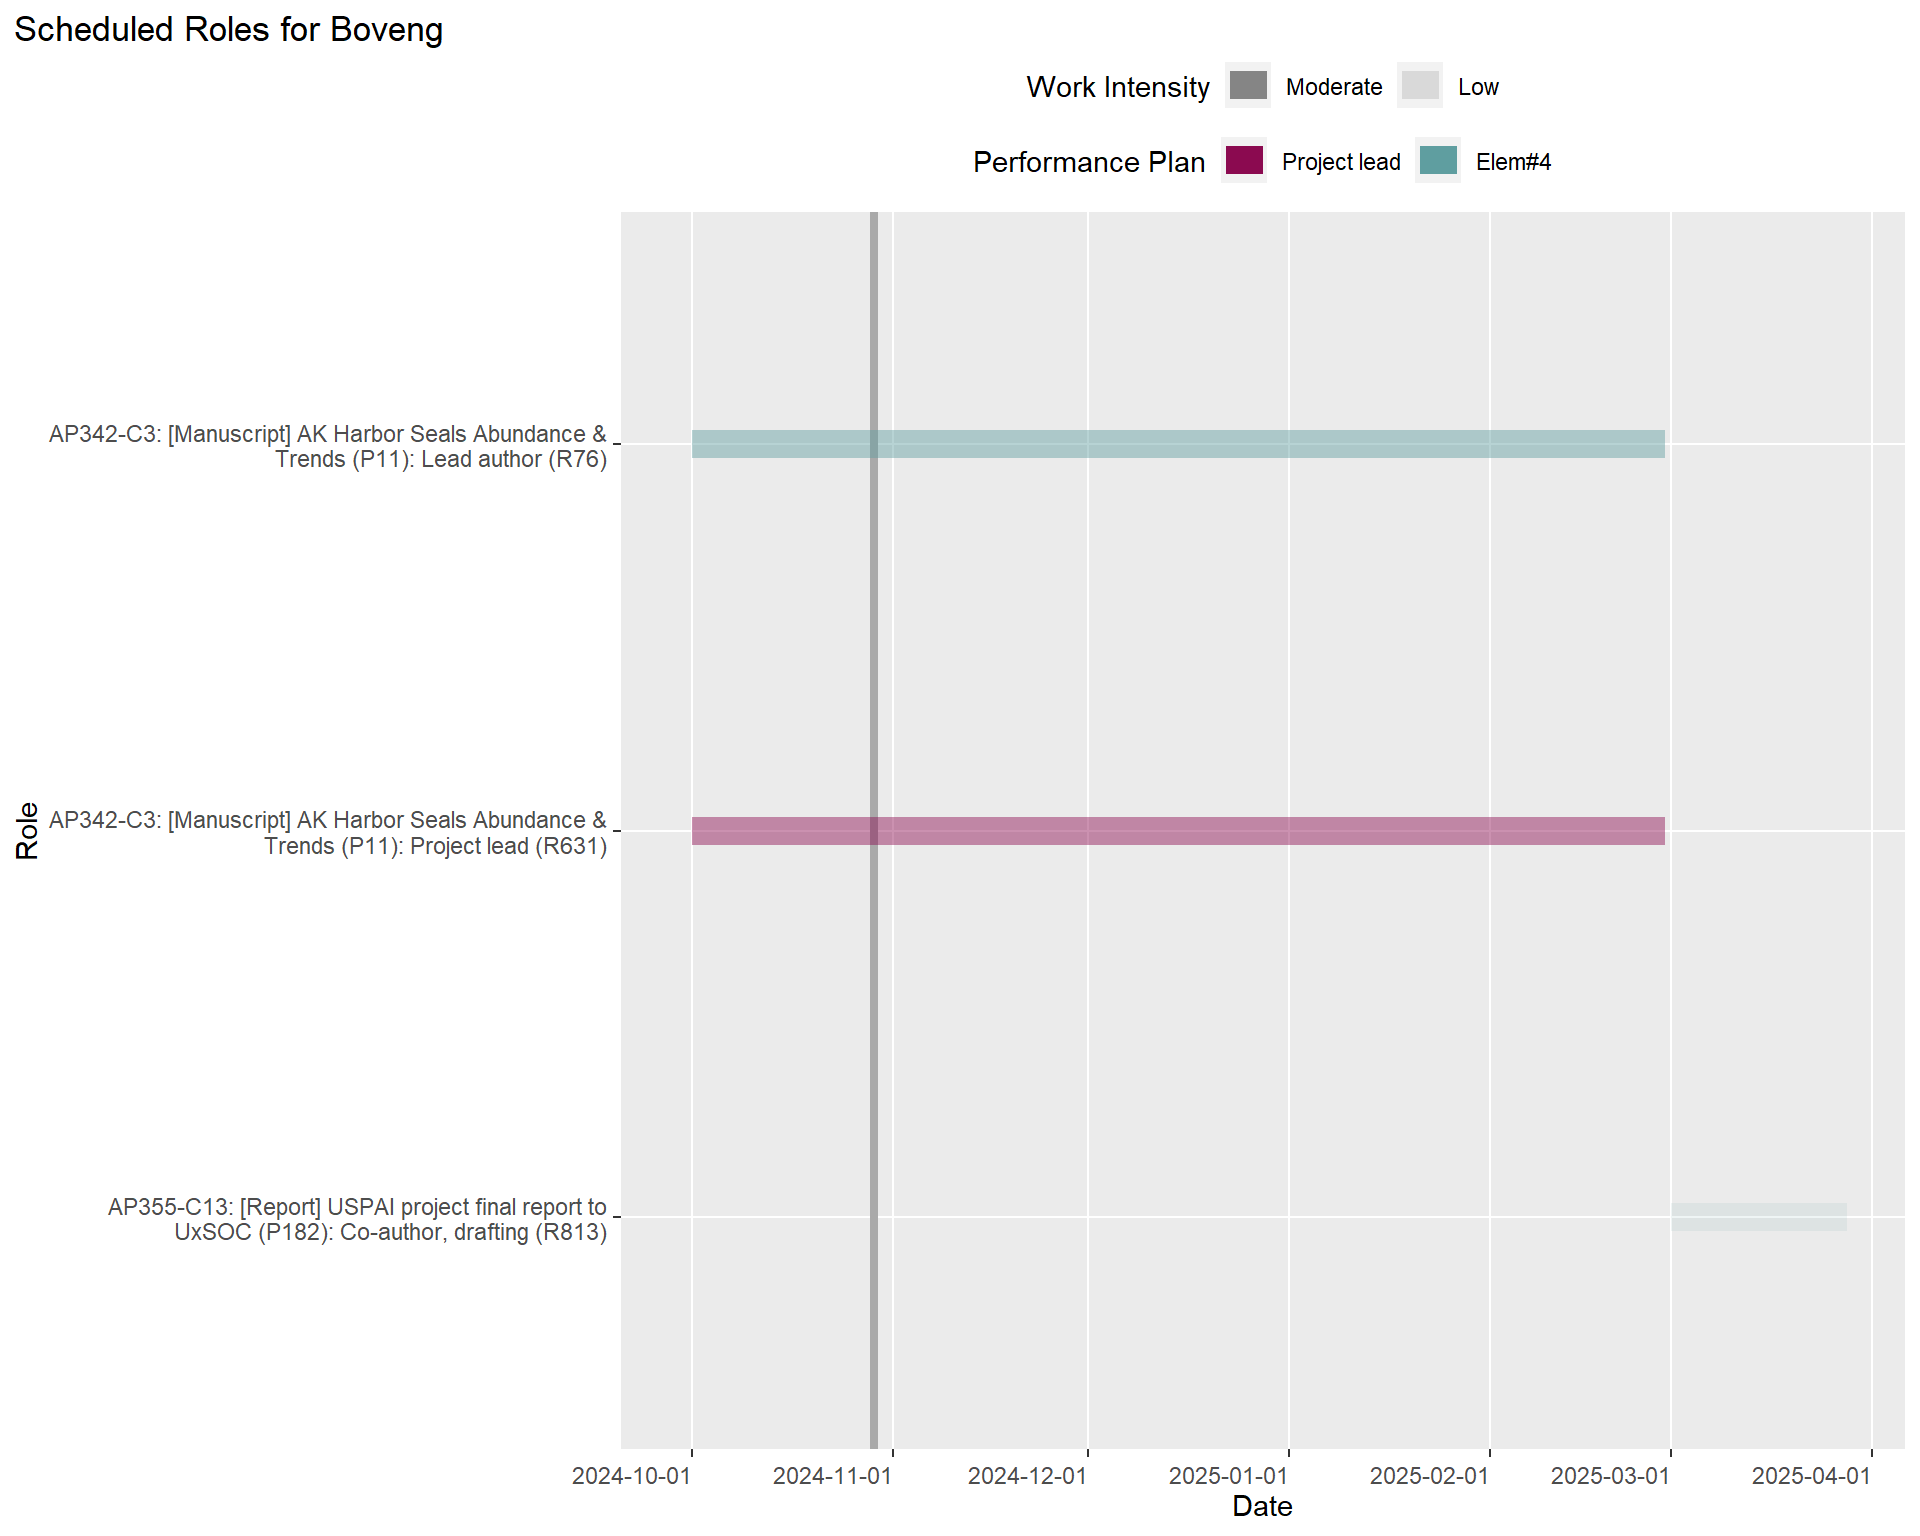 Scheduled Roles for Boveng
Work Intensity Moderate Low
Performance Plan Project lead Elem#4
AP342-C3: [Manuscript] AK Harbor Seals Abundance &
Trends (P11): Lead author (R76)
AP342-C3: [Manuscript] AK Harbor Seals Abundance &
Trends (P11): Project lead (R631)
AP355-C13: [Report] USPAI project final report to
UxSOC (P182): Co-author, drafting (R813)
Role
2024-10-01 2024-11-01 2024-12-01 2025-01-01 2025-02-01 2025-03-01 2025-04-01
Date